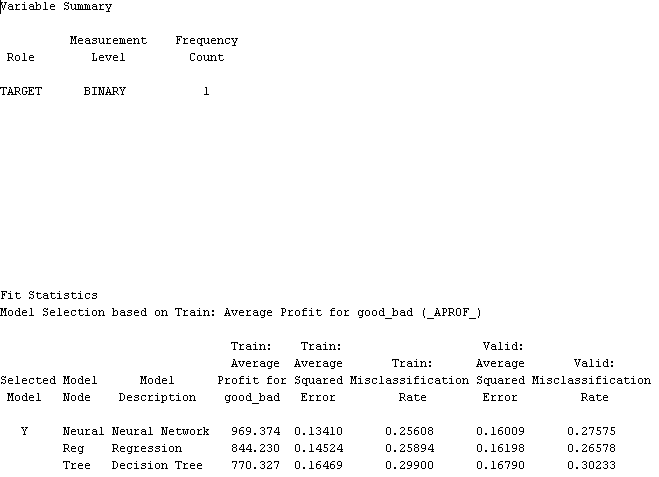 Variable Summary
Measurement Frequency
Role Level Count
TARGET BINARY 1
Fit Statistics
Model Selection based on Train: Average Profit for good_bad (_APROF_)
Train: Train: Valid:
Average Average Train: Average Valid:
Selected Model Model Profit for Squared Misclassification Squared Misclassification
Model Node Description good_bad Error Rate Error Rate
Y Neural Neural Network 969.374 0.13410 0.25608 0.16009 0.27575
Reg Regression 844.230 0.14524 0.25894 0.16198 0.26578
Tree Decision Tree 770.327 0.16469 0.29900 0.16790 0.30233